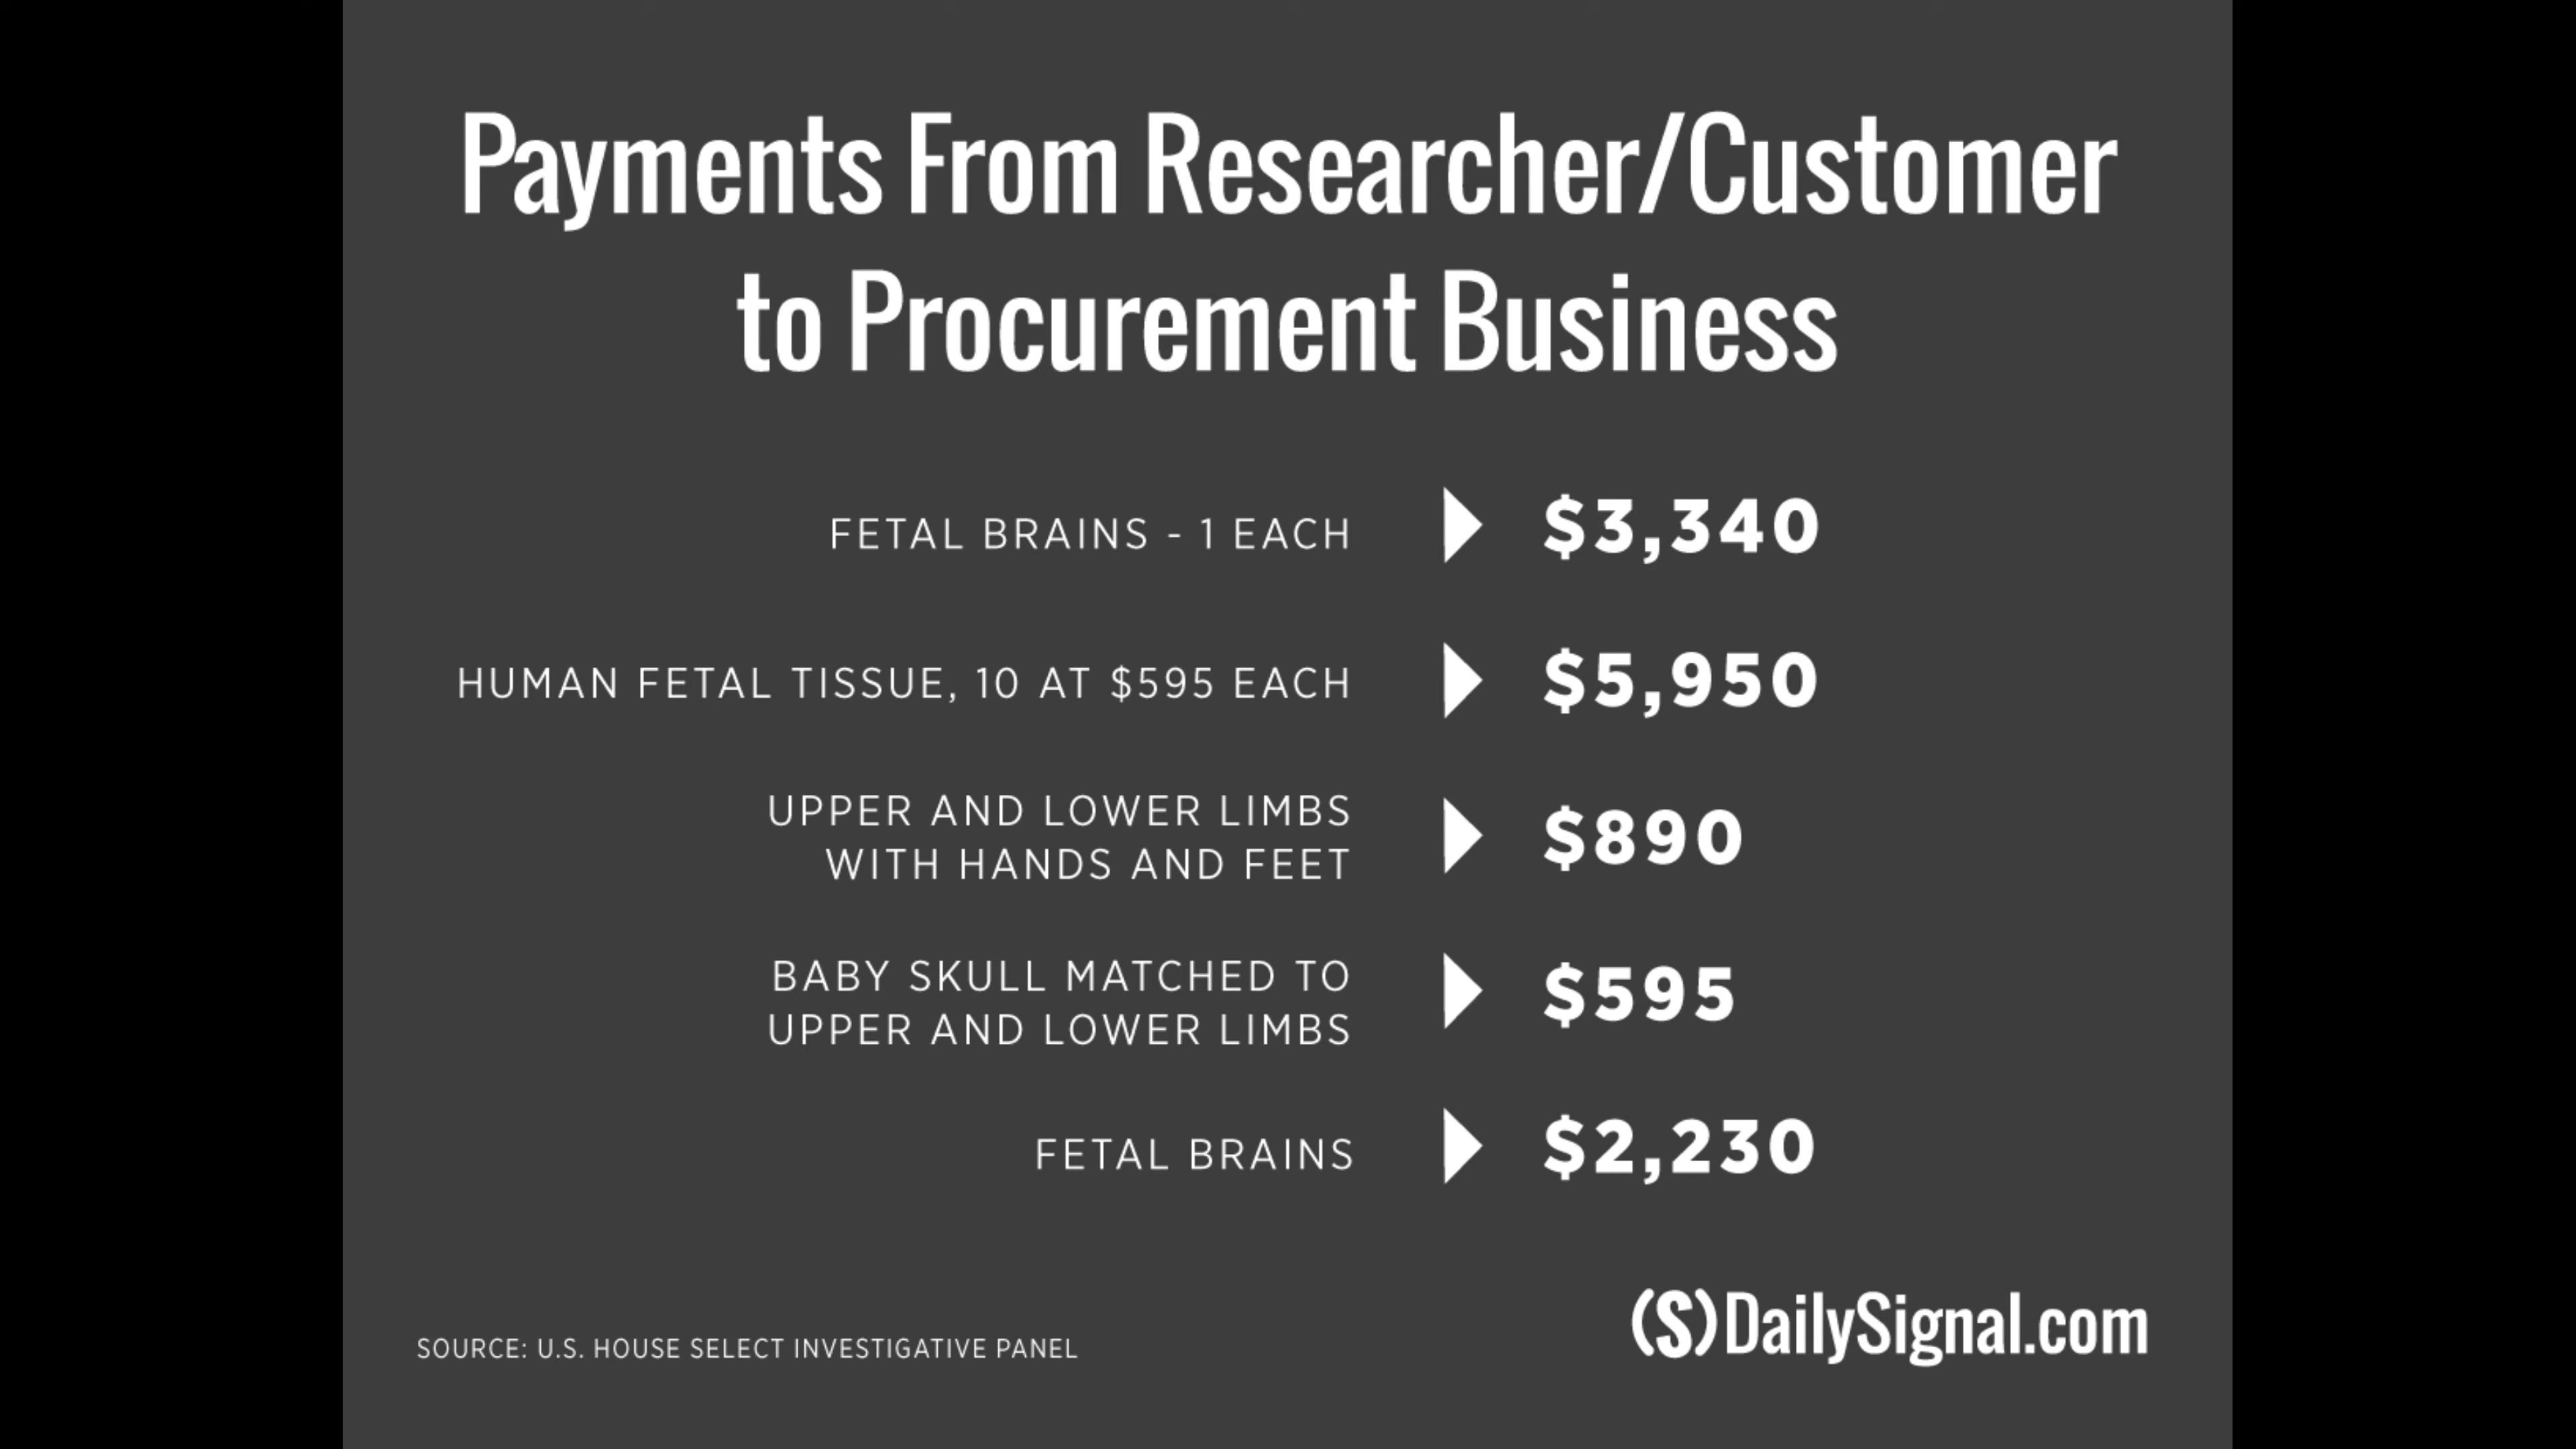 Payments From Researcher/Customer
to Procurement Business
FETAL BRAINS - 1 EACH $3,340
HUMAN FETAL TISSUE, 10 AT $595 EACH $5,950
UPPER AND LOWER LIMBS
WITH HANDS AND FEET $890
BABY SKULL MATCHED TO
UPPER AND LOWER LIMBS $595
FETAL BRAINS $2,230
SOURCE: U.S. HOUSE SELECT INVESTIGATIVE PANEL
(S) DailySignal.com